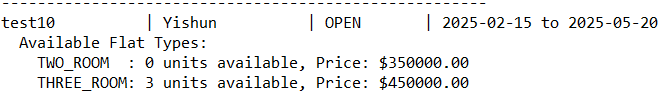 --------------------------------------------------------
test10         | Yishun         | OPEN       | 2025-02-15 to 2025-05-20
  Available Flat Types:
    TWO_ROOM  : 0 units available, Price: $350000.00
    THREE_ROOM: 3 units available, Price: $450000.00